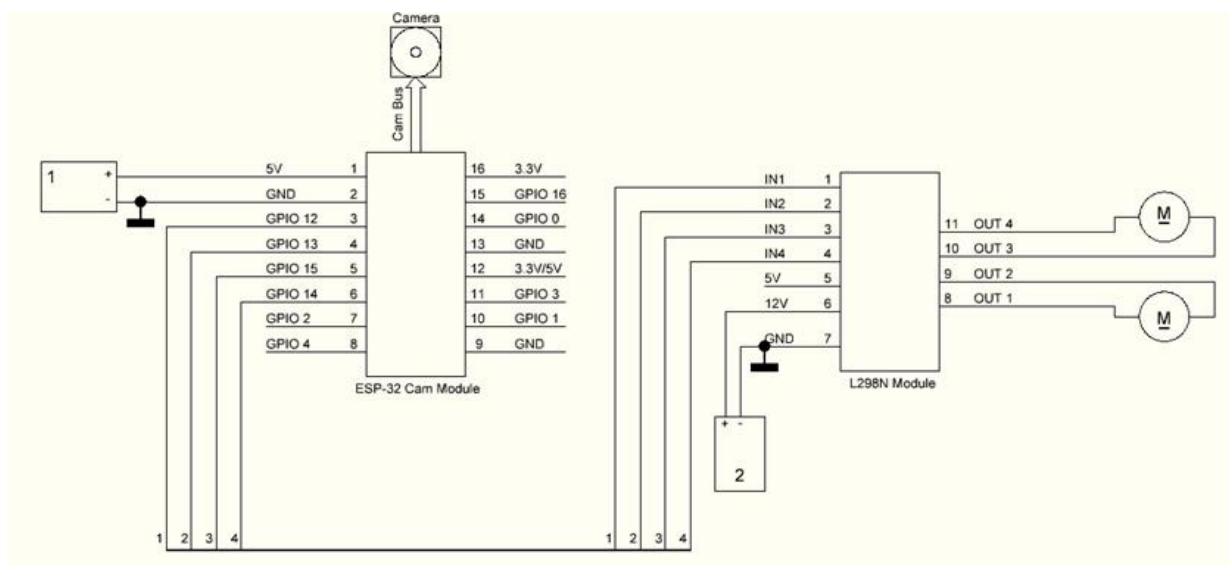 Camera
Cam Bus
1 +
-
5V 1
GND 2
GPIO 12 3
GPIO 13 4
GPIO 15 5
GPIO 14 6
GPIO 2 7
GPIO 4 8
16 3.3V
15 GPIO 16
14 GPIO 0
13 GND
12 3.3V/5V
11 GPIO 3
10 GPIO 1
9 GND
ESP-32 Cam Module
IN1 1
IN2 2
IN3 3
IN4 4
5V 5
12V 6
GND 7
11 OUT 4
10 OUT 3
9 OUT 2
8 OUT 1
L298N Module
M
M
+ -
2
1 2 3 4
1 2 3 4